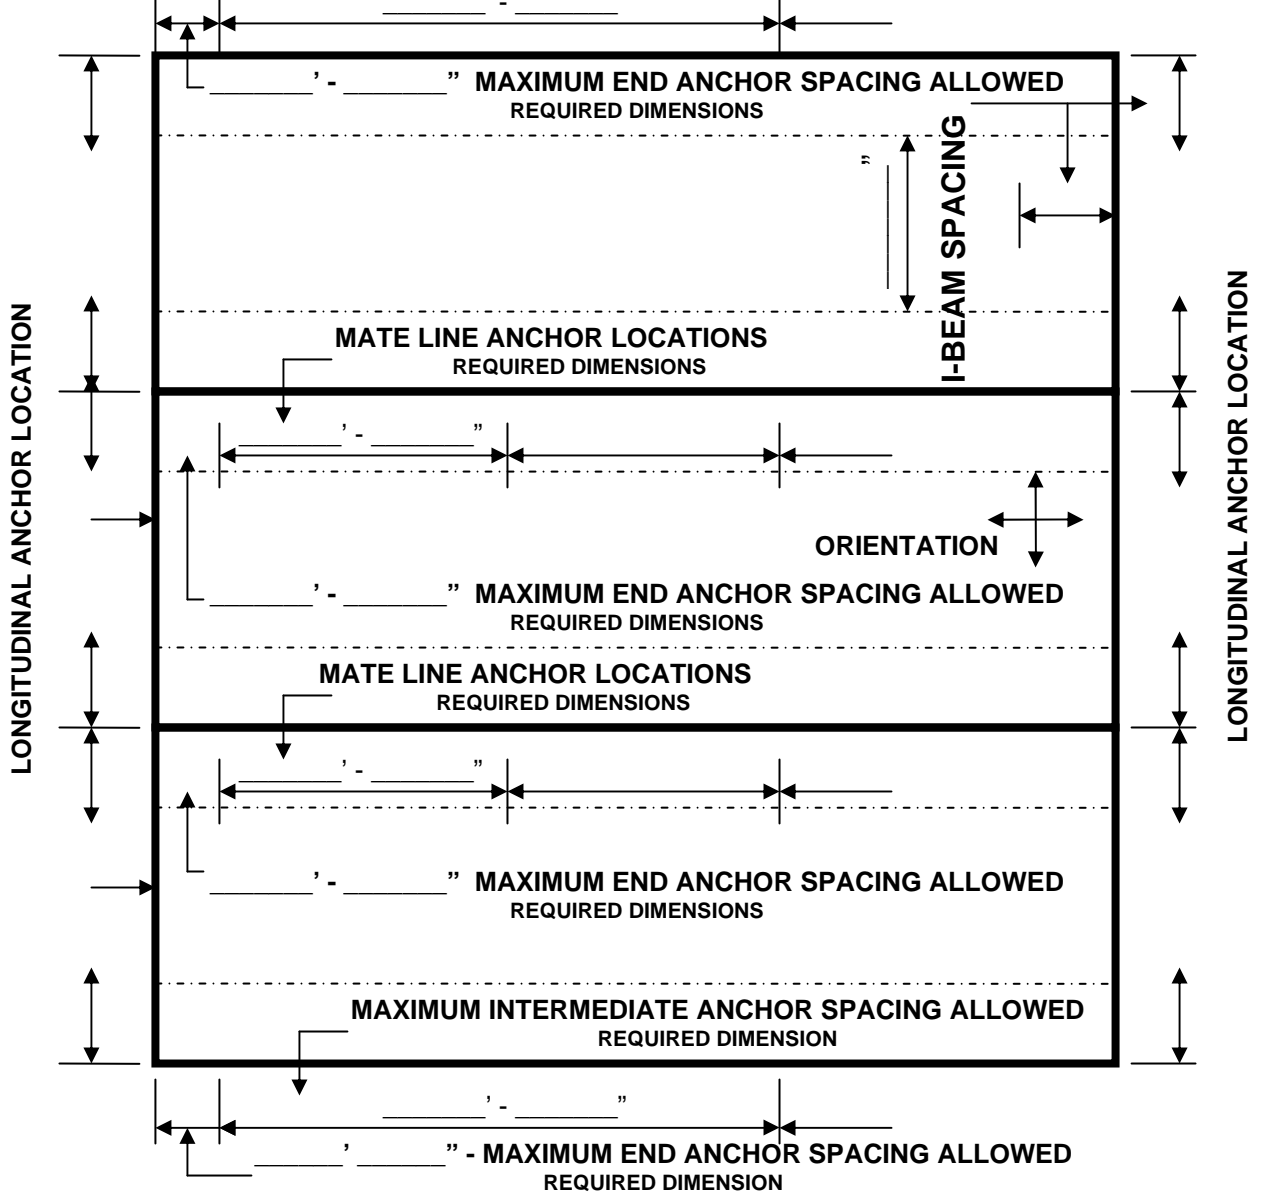 _______' - _______"
_______' - _______” MAXIMUM END ANCHOR SPACING ALLOWED
REQUIRED DIMENSIONS
_________”
I-BEAM SPACING
LONGITUDINAL ANCHOR LOCATION
LONGITUDINAL ANCHOR LOCATION
MATE LINE ANCHOR LOCATIONS
REQUIRED DIMENSIONS
_______’ - _______”
ORIENTATION
_______’ - _______” MAXIMUM END ANCHOR SPACING ALLOWED
REQUIRED DIMENSIONS
MATE LINE ANCHOR LOCATIONS
REQUIRED DIMENSIONS
_______’ - _______”
_______’ - _______” MAXIMUM END ANCHOR SPACING ALLOWED
REQUIRED DIMENSIONS
MAXIMUM INTERMEDIATE ANCHOR SPACING ALLOWED
REQUIRED DIMENSION
_______’ - _______”
______’ ______” - MAXIMUM END ANCHOR SPACING ALLOWED
REQUIRED DIMENSION